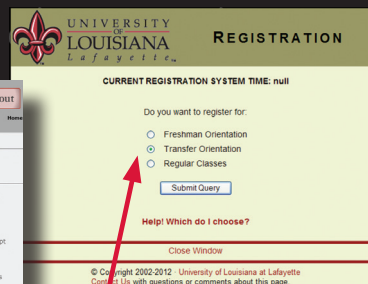 UNIVERSITY
OF
LOUISIANA
Lafayette
REGISTRATION
CURRENT REGISTRATION SYSTEM TIME: null
out
Home
Do you want to register for:
Freshman Orientation
Transfer Orientation
Regular Classes
Submit Query
Help! Which do I choose?
pt
s
Close Window
© Copyright 2002-2012 · University of Louisiana at Lafayette
Contact Us with questions or comments about this page.